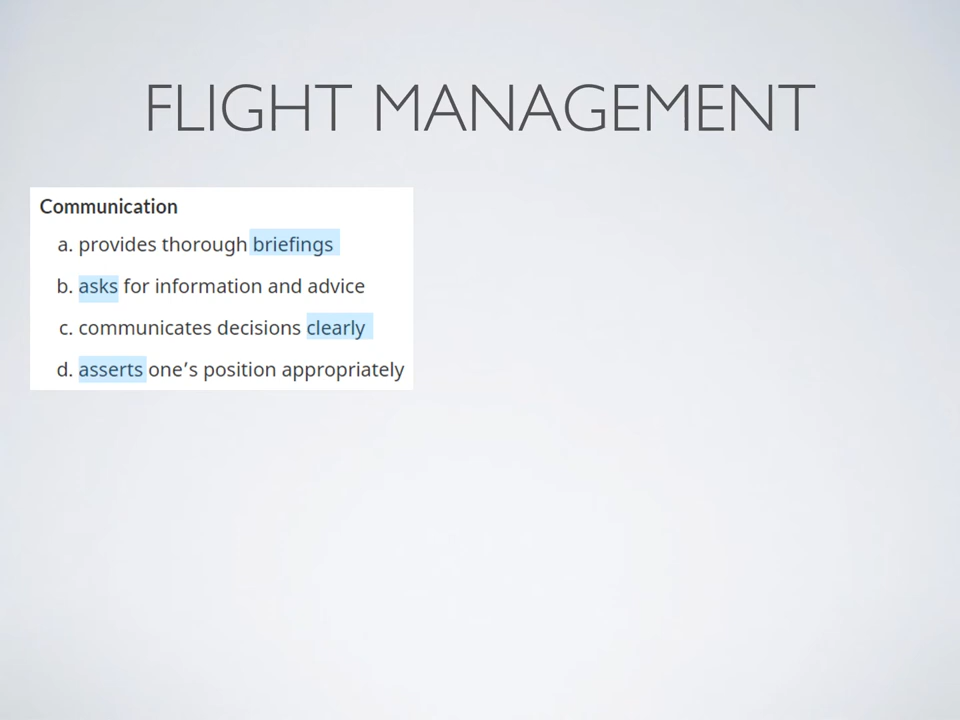 FLIGHT MANAGEMENT
Communication
a. provides thorough briefings
b. asks for information and advice
c. communicates decisions clearly
d. asserts one’s position appropriately